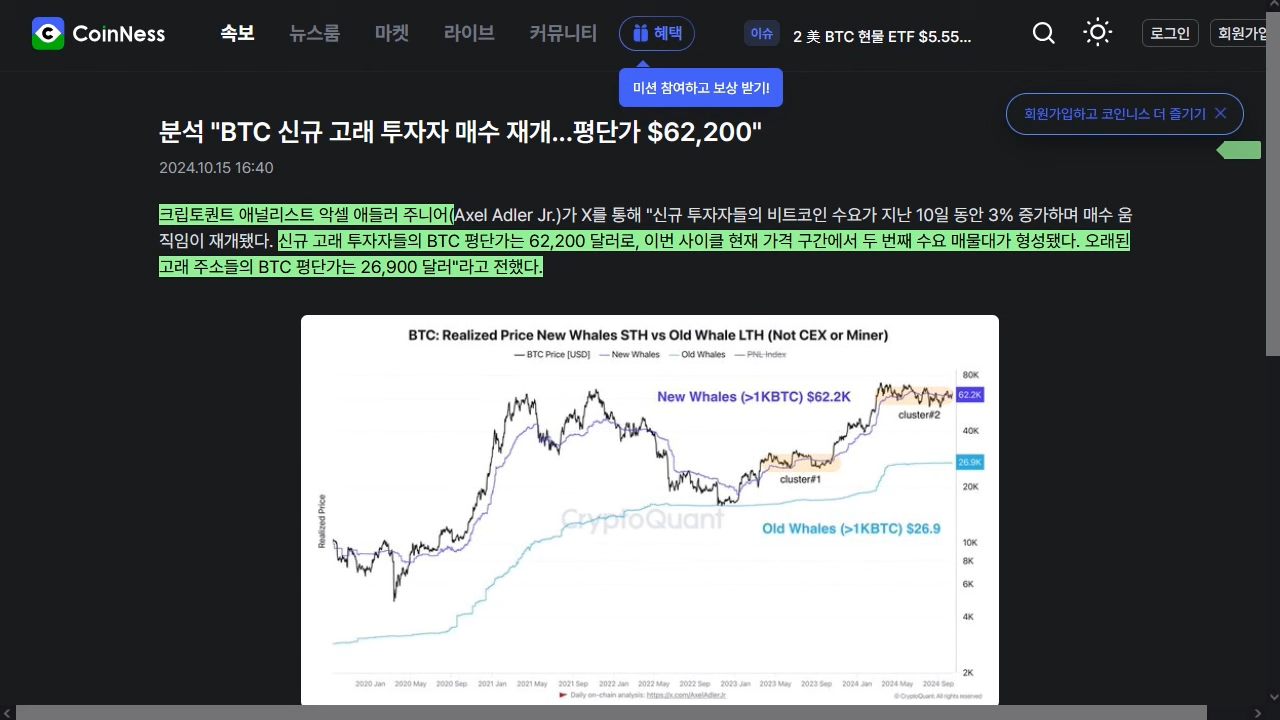 CoinNess
속보 뉴스룸 마켓 라이브 커뮤니티 혜택
이슈 2 美 BTC 현물 ETF $5.55...
로그인 회원가입
미션 참여하고 보상 받기!
회원가입하고 코인니스 더 즐기기
분석 "BTC 신규 고래 투자자 매수 재개...평단가 $62,200"
2024.10.15 16:40
크립토퀀트 애널리스트 악셀 애들러 주니어(Axel Adler Jr.)가 X를 통해 "신규 투자자들의 비트코인 수요가 지난 10일 동안 3% 증가하며 매수 움
직임이 재개됐다. 신규 고래 투자자들의 BTC 평단가는 62,200 달러로, 이번 사이클 현재 가격 구간에서 두 번째 수요 매물대가 형성됐다. 오래된
고래 주소들의 BTC 평단가는 26,900 달러"라고 전했다.
BTC: Realized Price New Whales STH vs Old Whale LTH (Not CEX or Miner)
BTC Price [USD] New Whales Old Whales PNL Index
80K
New Whales (>1KBTC) $62.2K
62.2K
cluster#2
40K
26.9K
cluster#1
20K
Realized Price
CryptoQuant
Old Whales (>1KBTC) $26.9
10K
8K
6K
4K
2K
2020 Jan 2020 May 2020 Sep 2021 Jan 2021 May 2021 Sep 2022 Jan 2022 May 2022 Sep 2023 Jan 2023 May 2023 Sep 2024 Jan 2024 May 2024 Sep
Daily on-chain analysis: https://x.com/AxelAdlerJr
© CryptoQuant. All rights reserved